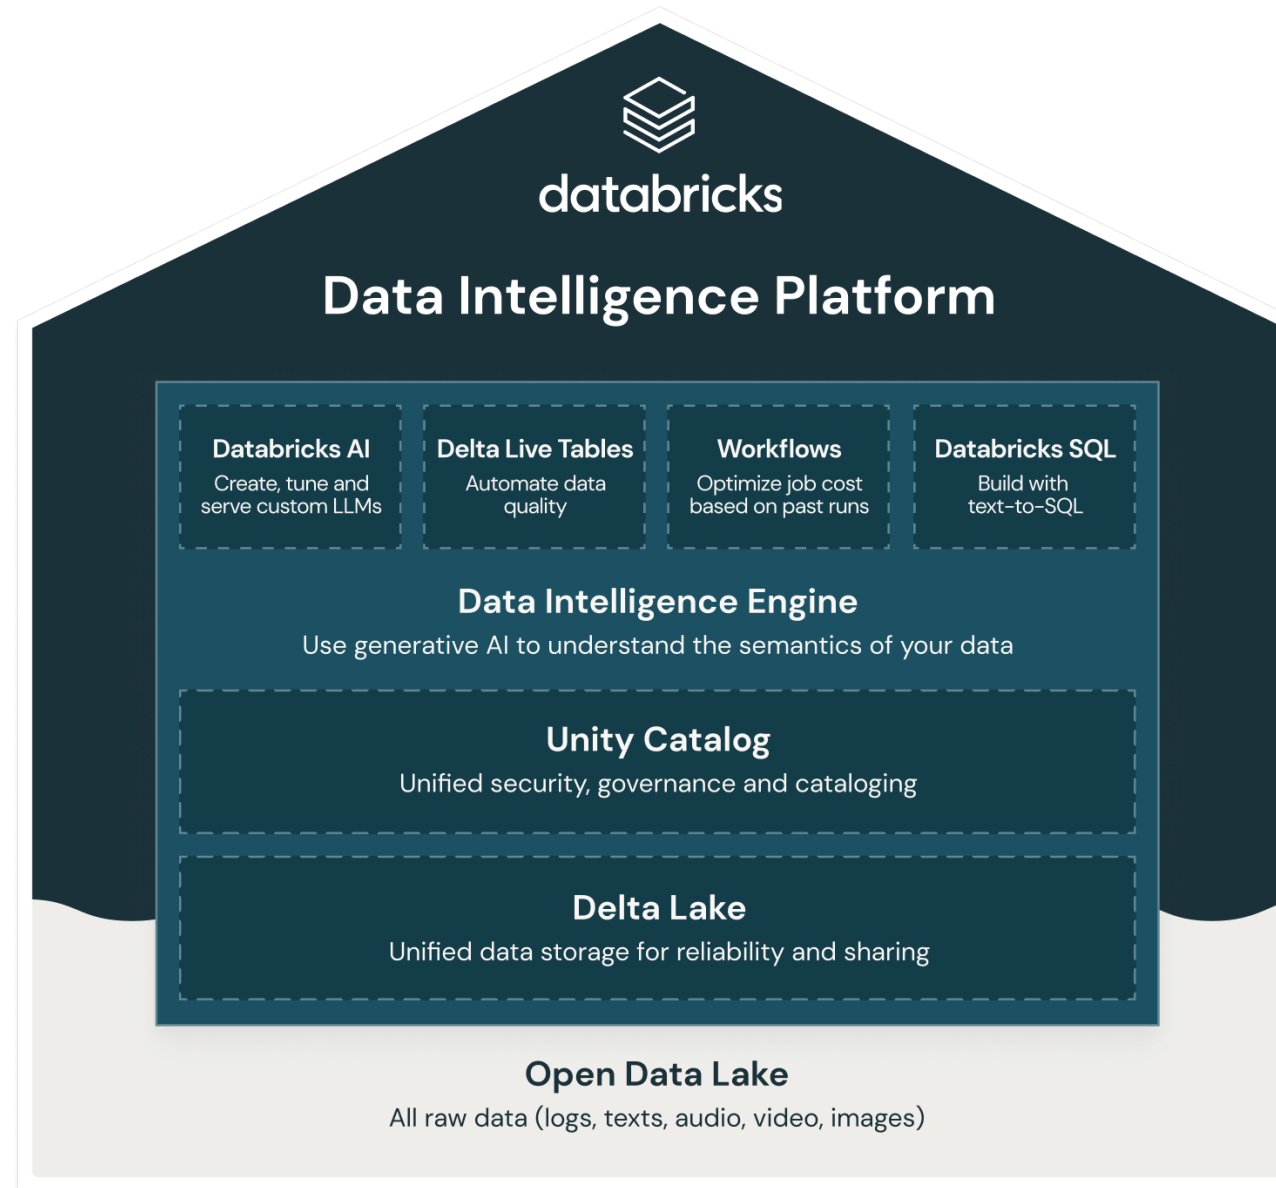 databricks
Data Intelligence Platform
Databricks AI
Create, tune and
serve custom LLMs
Delta Live Tables
Automate data
quality
Workflows
Optimize job cost
based on past runs
Databricks SQL
Build with
text-to-SQL
Data Intelligence Engine
Use generative AI to understand the semantics of your data
Unity Catalog
Unified security, governance and cataloging
Delta Lake
Unified data storage for reliability and sharing
Open Data Lake
All raw data (logs, texts, audio, video, images)